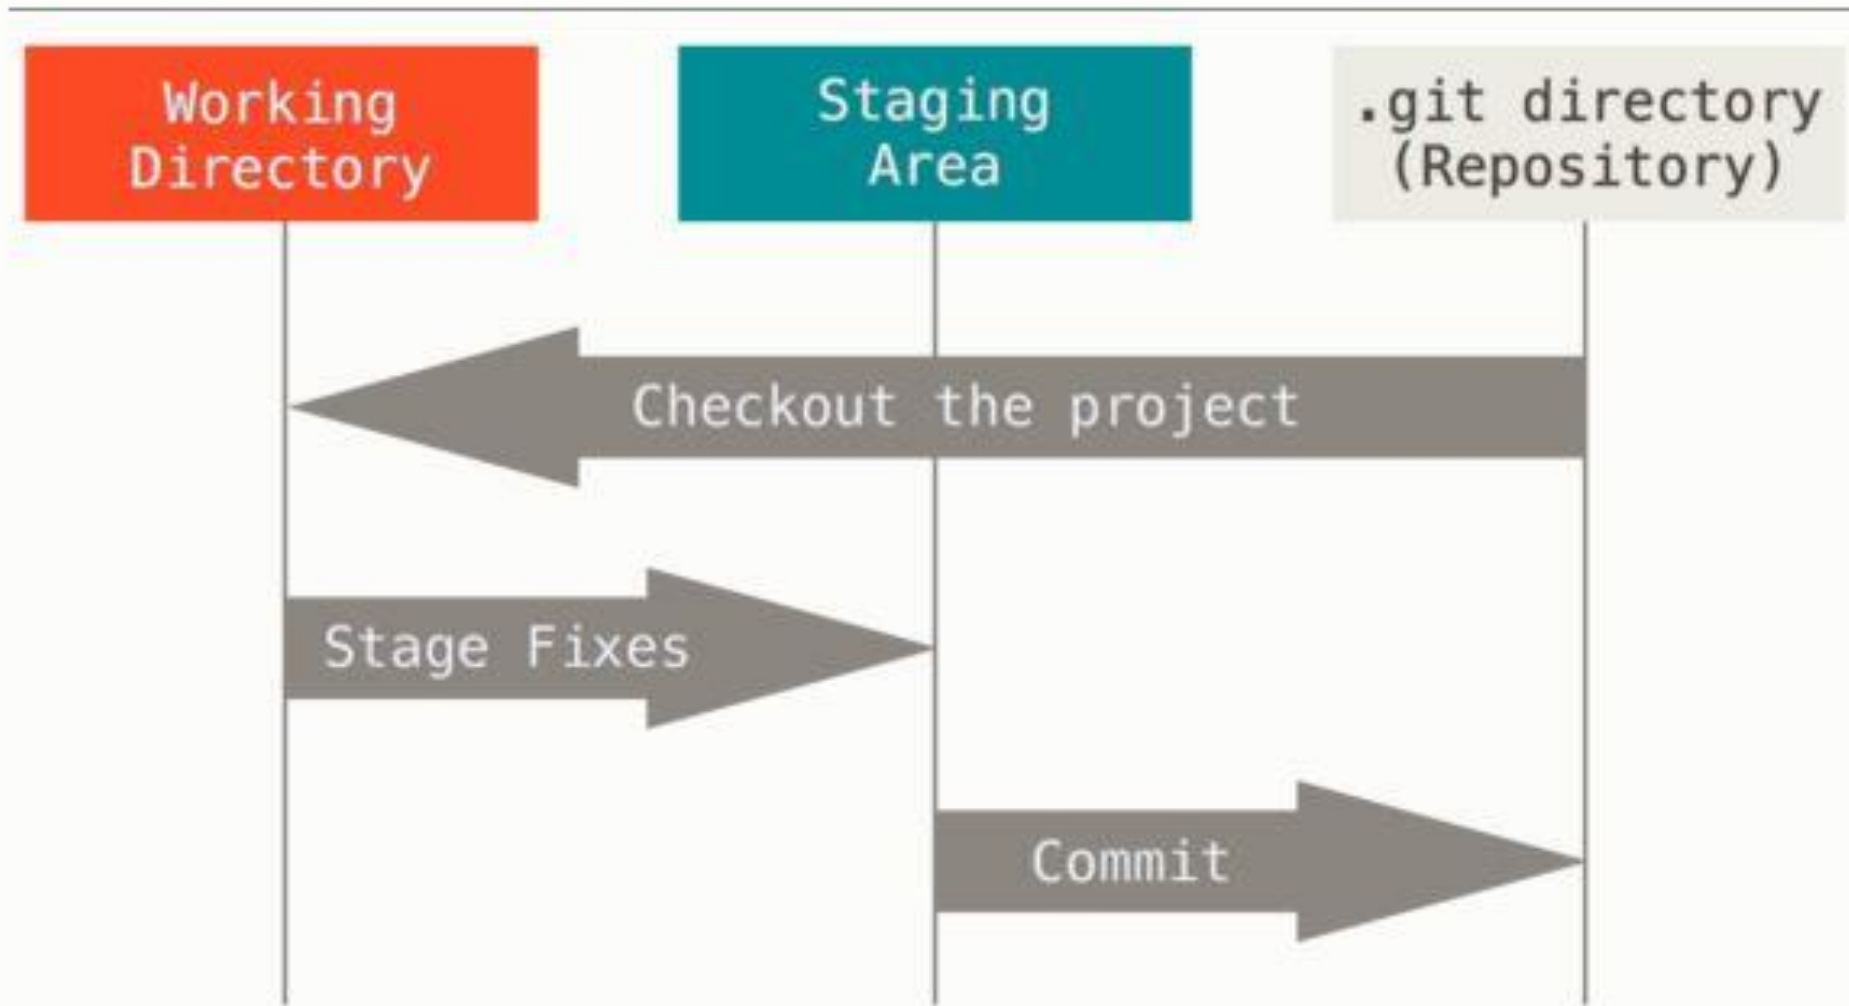 Working
Directory
Staging
Area
.git directory
(Repository)
Checkout the project
Stage Fixes
Commit